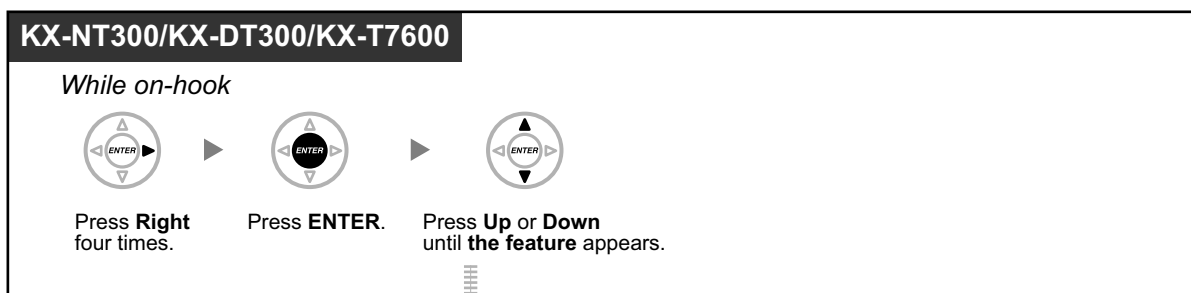 KX-NT300/KX-DT300/KX-T7600
While on-hook
ENTER
ENTER
ENTER
Press Right
four times.
Press ENTER.
Press Up or Down
until the feature appears.